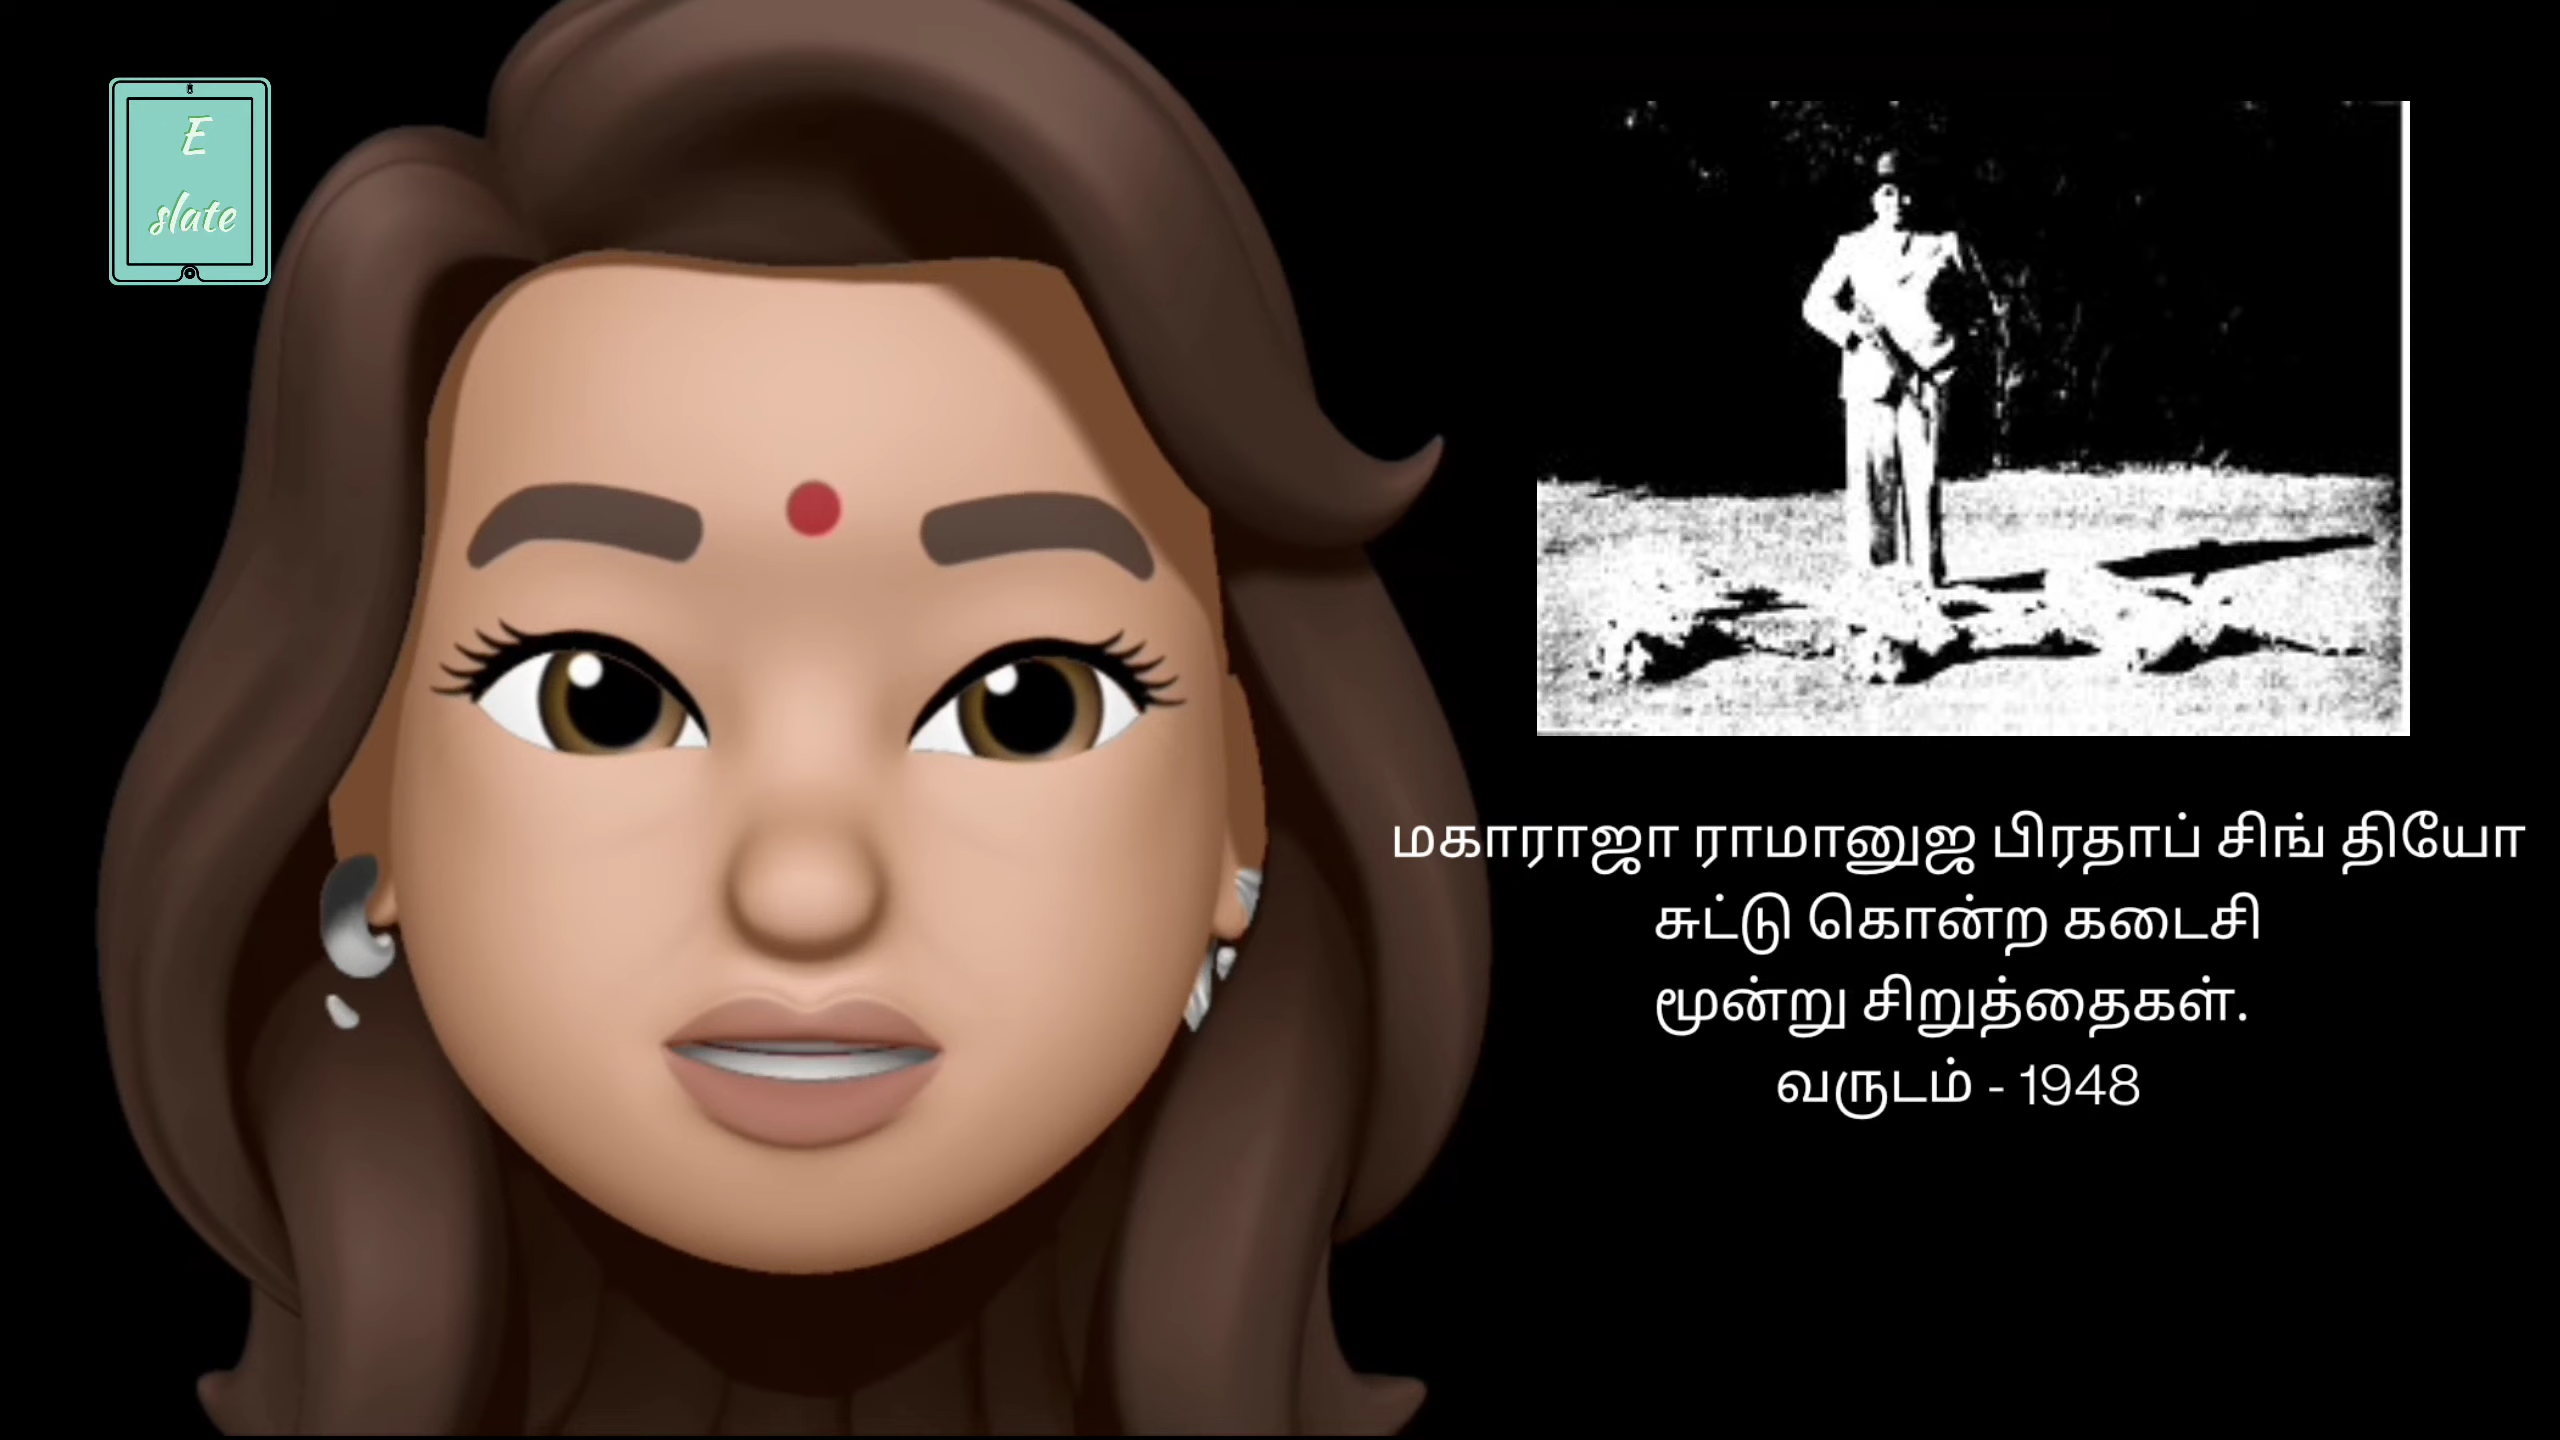 E
slate
மகாராஜா ராமானுஜ பிரதாப் சிங் தியோ
சுட்டு கொன்ற கடைசி
மூன்று சிறுத்தைகள்.
வருடம் - 1948